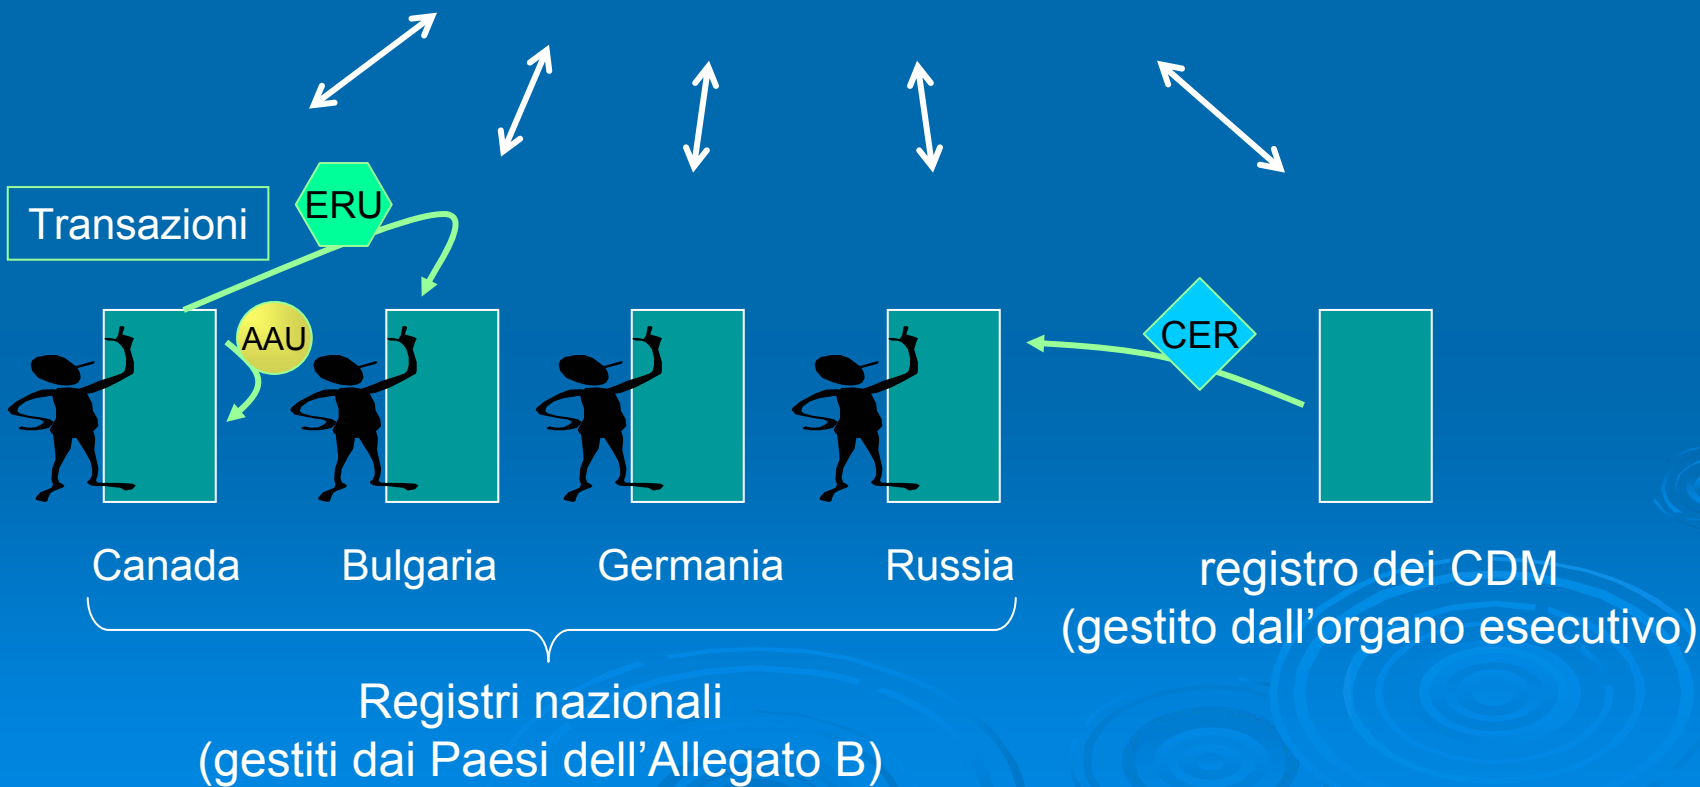 ERU
Transazioni
AAU
CER
Canada
Bulgaria
Germania
Russia
registro dei CDM
(gestito dall’organo esecutivo)
Registri nazionali
(gestiti dai Paesi dell’Allegato B)